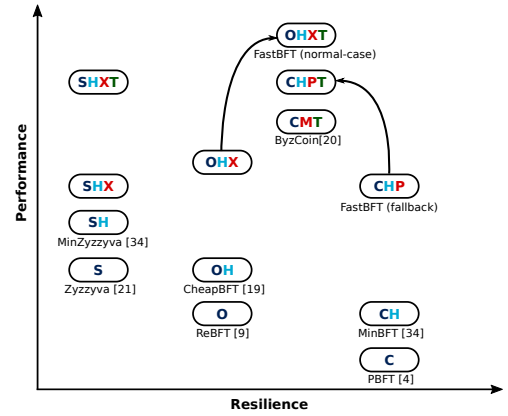 OHXT
FastBFT (normal-case)
SHXT
CHPT
CMT
ByzCoin[20]
OHX
SHX
CHP
FastBFT (fallback)
SH
MinZyzzyva [34]
S
Zyzzyva [21]
OH
CheapBFT [19]
O
ReBFT [9]
CH
MinBFT [34]
C
PBFT [4]
Performance
Resilience